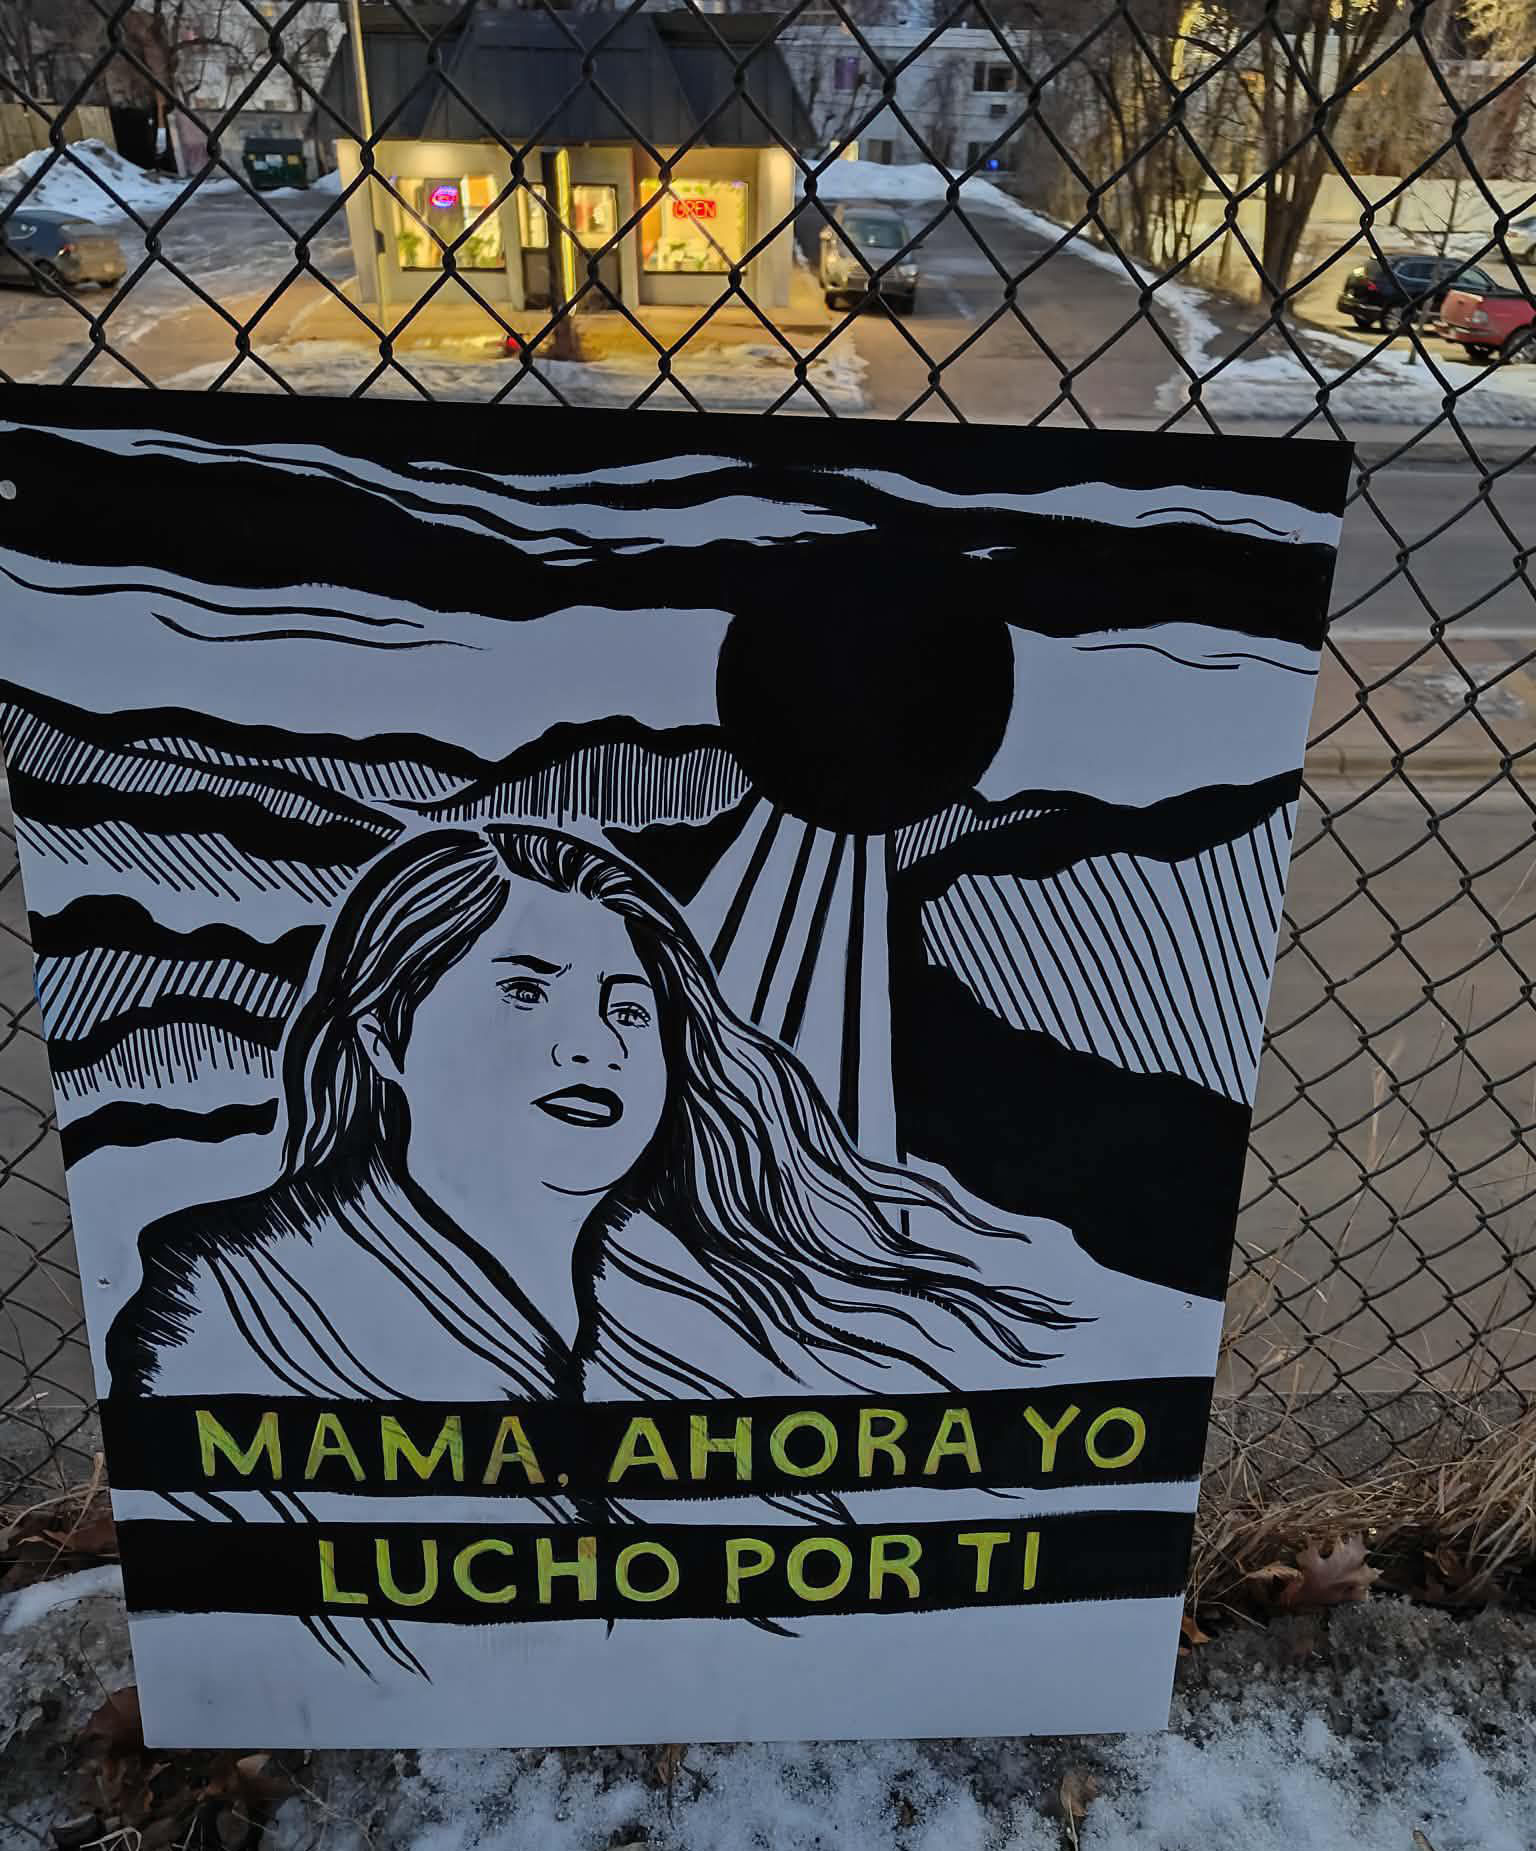 OPEN
MAMA, AHORA YO
LUCHO POR TI